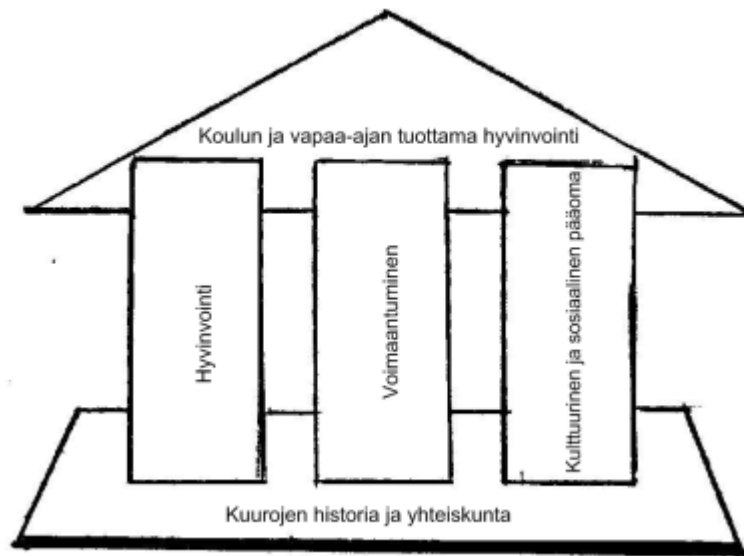 Koulun ja vapaa-ajan tuottama hyvinvointi
Hyvinvointi
Voimaantuminen
Kulttuurinen ja sosiaalinen pääoma
Kuurojen historia ja yhteiskunta